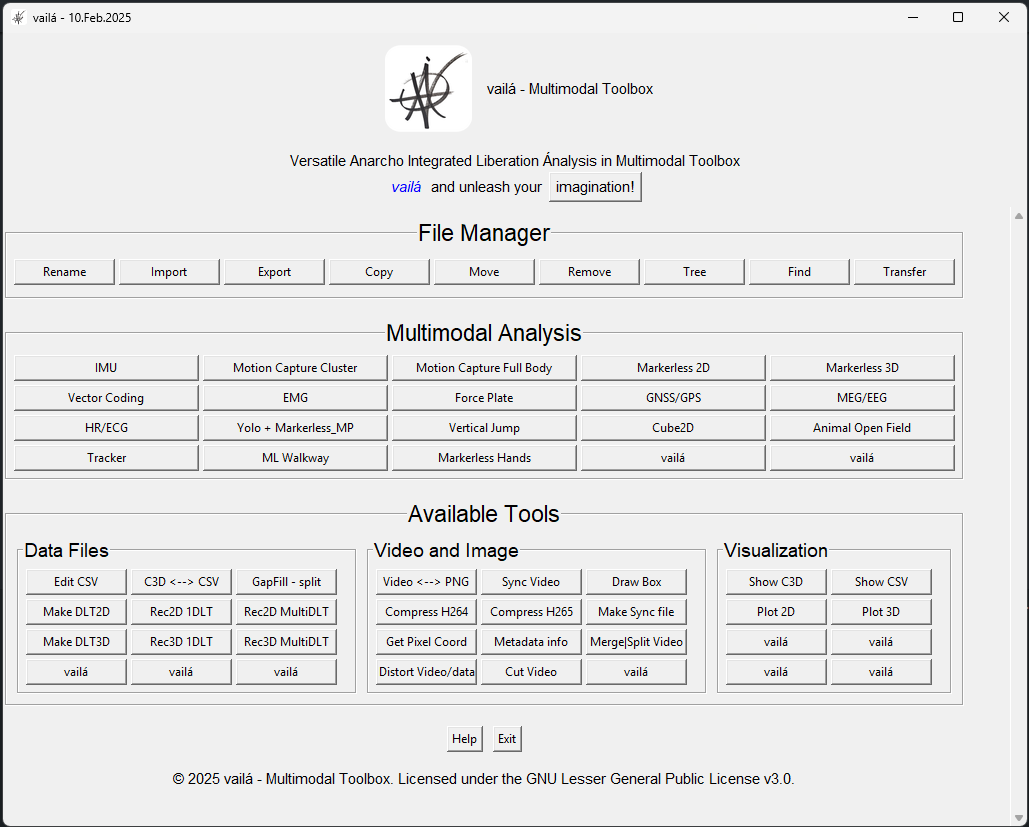 vailá - 10.Feb.2025
vailá - Multimodal Toolbox
Versatile Anarcho Integrated Liberation Ánalysis in Multimodal Toolbox
vailá and unleash your imagination!
File Manager
Rename Import Export Copy Move Remove Tree Find Transfer
Multimodal Analysis
IMU Motion Capture Cluster Motion Capture Full Body Markerless 2D Markerless 3D
Vector Coding EMG Force Plate GNSS/GPS MEG/EEG
HR/ECG Yolo + Markerless_MP Vertical Jump Cube2D Animal Open Field
Tracker ML Walkway Markerless Hands vailá vailá
Available Tools
Data Files
Edit CSV C3D <--> CSV GapFill - split
Make DLT2D Rec2D 1DLT Rec2D MultiDLT
Make DLT3D Rec3D 1DLT Rec3D MultiDLT
vailá vailá vailá
Video and Image
Video <--> PNG Sync Video Draw Box
Compress H264 Compress H265 Make Sync file
Get Pixel Coord Metadata info Merge|Split Video
Distort Video/data Cut Video vailá
Visualization
Show C3D Show CSV
Plot 2D Plot 3D
vailá vailá
vailá vailá
Help Exit
© 2025 vailá - Multimodal Toolbox. Licensed under the GNU Lesser General Public License v3.0.